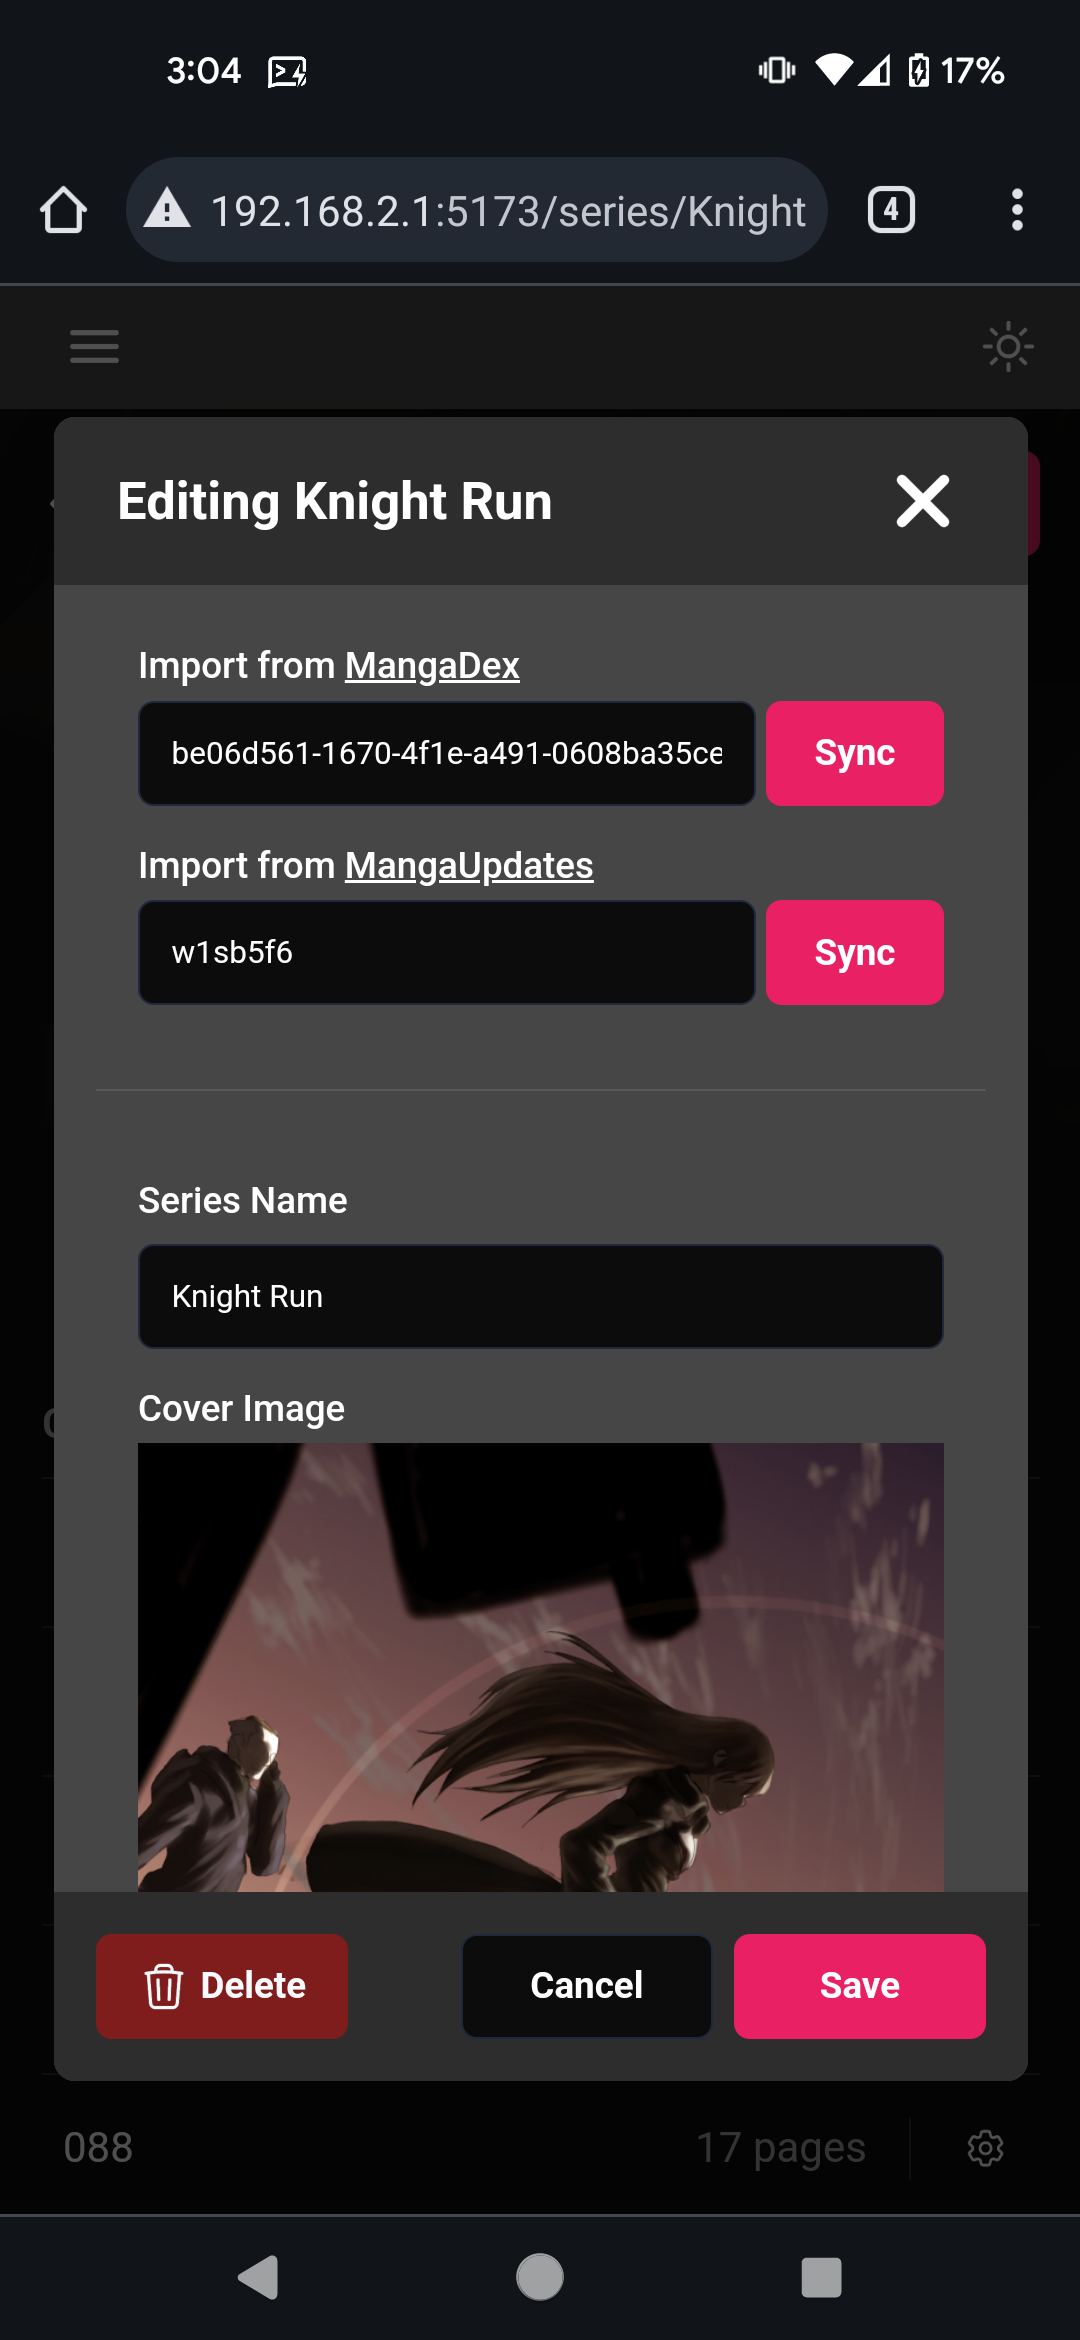 3:04
17%
192.168.2.1:5173/series/Knight
4
Editing Knight Run
Import from MangaDex
be06d561-1670-4f1e-a491-0608ba35ce
Sync
Import from MangaUpdates
w1sb5f6
Sync
Series Name
Knight Run
Cover Image
Delete
Cancel
Save
088
17 pages